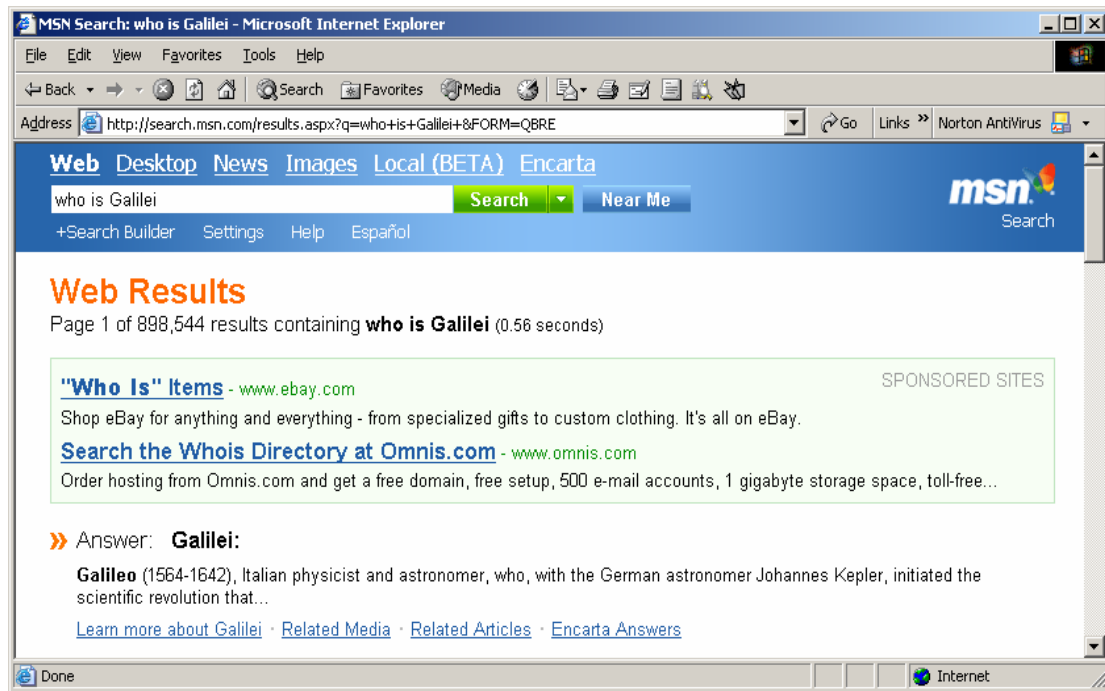 MSN Search: who is Galilei - Microsoft Internet Explorer
File Edit View Favorites Tools Help
Back Search Favorites Media
Address http://search.msn.com/results.aspx?q=who+is+Galilei+&FORM=QBRE Go Links » Norton AntiVirus
Web Desktop News Images Local (BETA) Encarta
who is Galilei Search Near Me
msn
Search
+Search Builder Settings Help Español
Web Results
Page 1 of 898,544 results containing who is Galilei (0.56 seconds)
SPONSORED SITES
"Who Is" Items - www.ebay.com
Shop eBay for anything and everything - from specialized gifts to custom clothing. It's all on eBay.
Search the Whois Directory at Omnis.com - www.omnis.com
Order hosting from Omnis.com and get a free domain, free setup, 500 e-mail accounts, 1 gigabyte storage space, toll-free...
» Answer: Galilei:
Galileo (1564-1642), Italian physicist and astronomer, who, with the German astronomer Johannes Kepler, initiated the
scientific revolution that...
Learn more about Galilei · Related Media · Related Articles · Encarta Answers
Done Internet